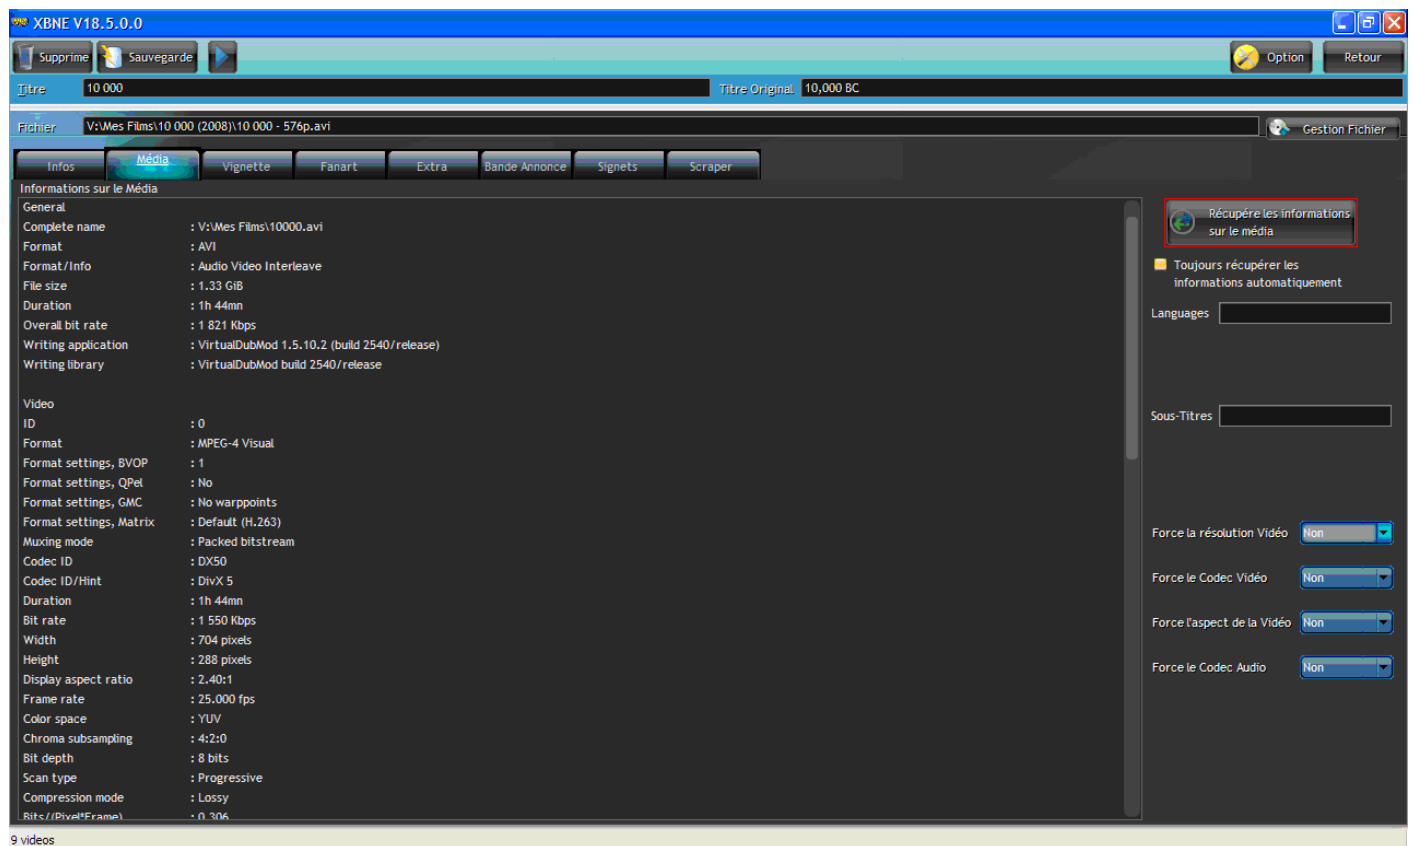 XBNE V18.5.0.0
Supprime Sauvegarde Option Retour
Titre 10 000 Titre Original 10,000 BC
Fichier V:\Mes Films\10 000 (2008)\10 000 - 576p.avi Gestion Fichier
Infos Média Vignette Fanart Extra Bande Annonce Signets Scraper
Informations sur le Média
General
Complete name : V:\Mes Films\10000.avi
Format : AVI
Format/Info : Audio Video Interleave
File size : 1.33 GiB
Duration : 1h 44mn
Overall bit rate : 1 821 Kbps
Writing application : VirtualDubMod 1.5.10.2 (build 2540/release)
Writing library : VirtualDubMod build 2540/release
Video
ID : 0
Format : MPEG-4 Visual
Format settings, BVOP : 1
Format settings, QPel : No
Format settings, GMC : No warppoints
Format settings, Matrix : Default (H.263)
Muxing mode : Packed bitstream
Codec ID : DX50
Codec ID/Hint : DivX 5
Duration : 1h 44mn
Bit rate : 1 550 Kbps
Width : 704 pixels
Height : 288 pixels
Display aspect ratio : 2.40:1
Frame rate : 25.000 fps
Color space : YUV
Chroma subsampling : 4:2:0
Bit depth : 8 bits
Scan type : Progressive
Compression mode : Lossy
Bits/(Pixel*Frame) : 0.306
Récupére les informations
sur le média
Toujours récupérer les
informations automatiquement
Languages
Sous-Titres
Force la résolution Vidéo Non
Force le Codec Vidéo Non
Force l'aspect de la Vidéo Non
Force le Codec Audio Non
9 videos